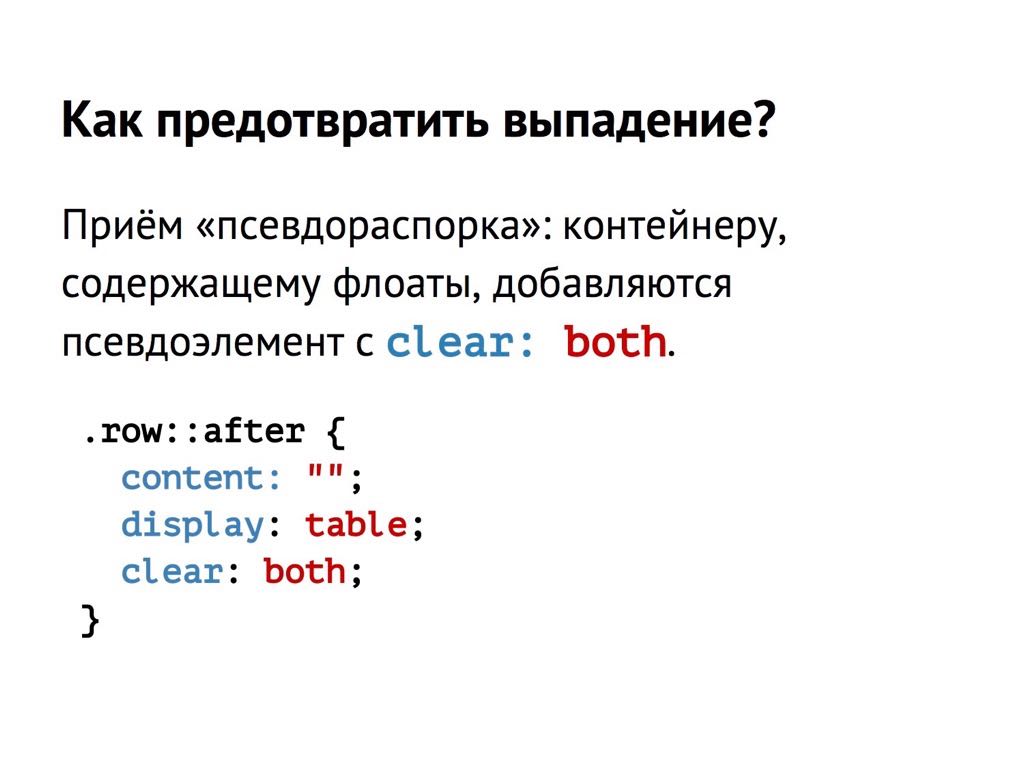 Как предотвратить выпадение?
Приём «псевдораспорка»: контейнеру,
содержащему флоаты, добавляются
псевдоэлемент с clear: both.
.row::after {
  content: "";
  display: table;
  clear: both;
}